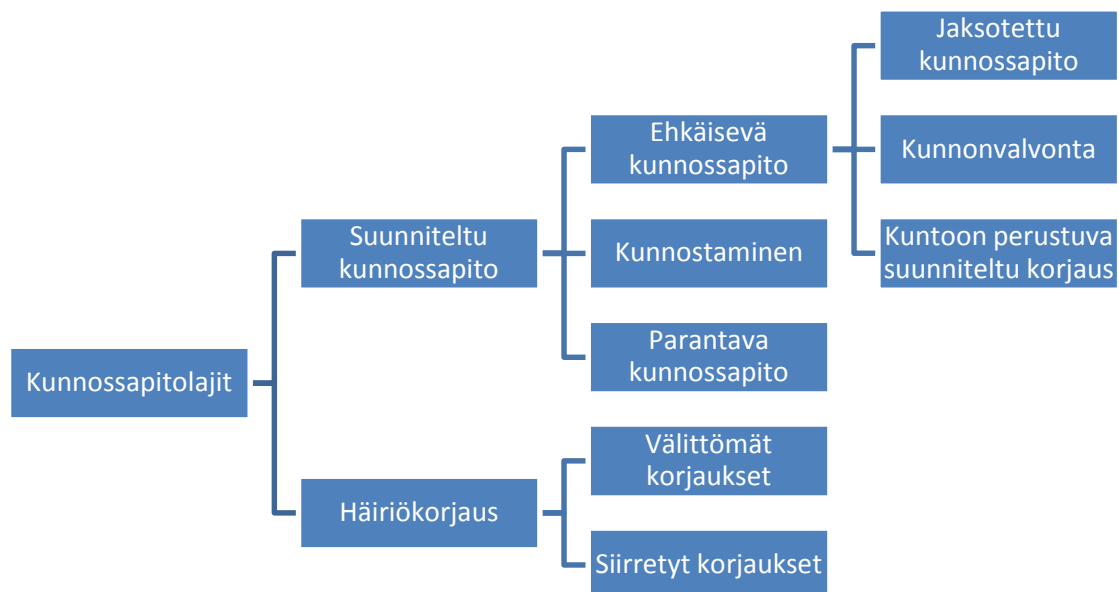 Kunnossapitolajit
Suunniteltu
kunnossapito
Ehkäisevä
kunnossapito
Jaksotettu
kunnossapito
Kunnonvalvonta
Kuntoon perustuva
suunniteltu korjaus
Kunnostaminen
Parantava
kunnossapito
Häiriökorjaus
Välittömät
korjaukset
Siirretyt korjaukset